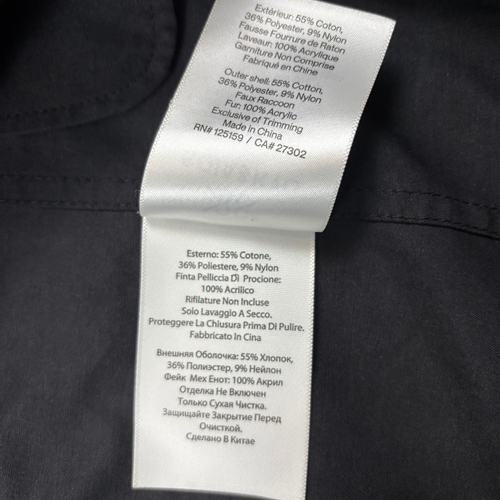 Extérieur: 55% Coton,
36% Polyester, 9% Nylon
Fausse Fourrure de Raton
Laveur: 100% Acrylique
Garniture Non Comprise
Fabriqué en Chine
Outer shell: 55% Cotton,
36% Polyester, 9% Nylon
Faux Raccoon
Fur: 100% Acrylic
Exclusive of Trimming
Made in China
RN# 125159 / CA# 27302
Esterno: 55% Cotone,
36% Poliestere, 9% Nylon
Finta Pelliccia Di Procione:
100% Acrilico
Rifilature Non Incluse
Solo Lavaggio A Secco.
Proteggere La Chiusura Prima Di Pulire.
Fabbricato In Cina
Внешняя Оболочка: 55% Хлопок,
36% Полиэстер, 9% Нейлон
Фейк Мех Енот: 100% Акрил
Отделка Не Включен
Только Сухая Чистка.
Защищайте Закрытие Перед
Очисткой.
Сделано В Китае